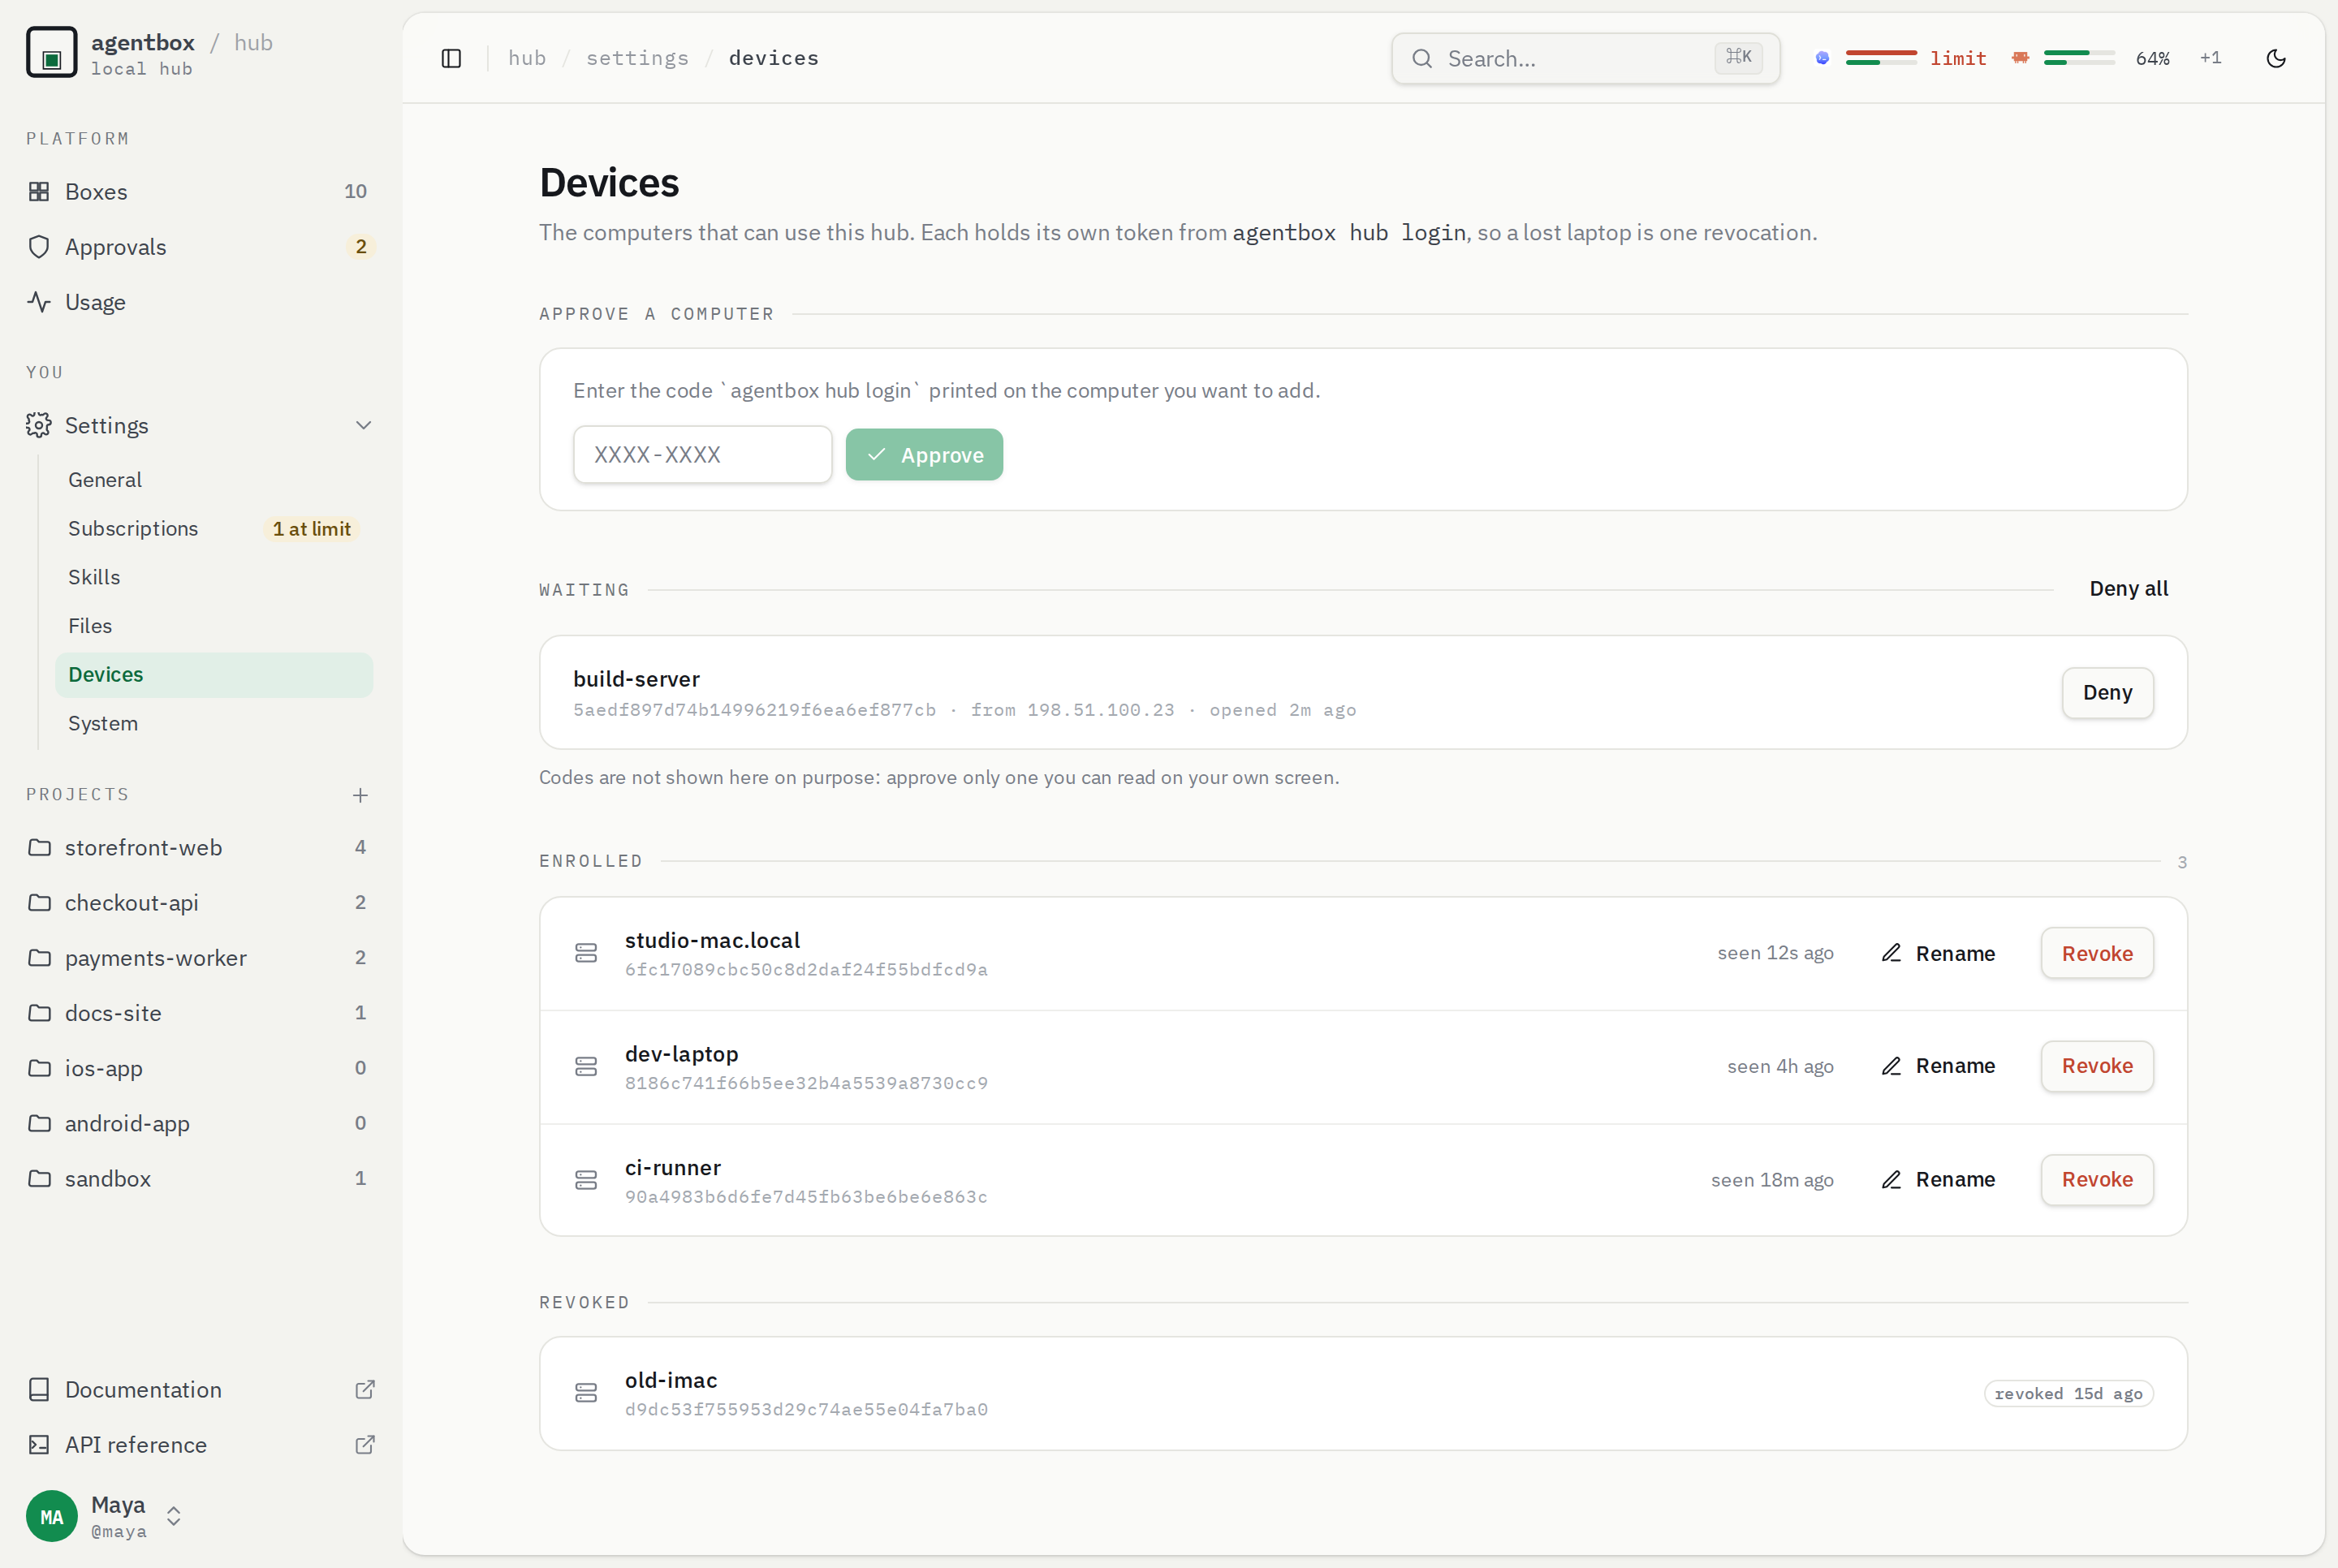 agentbox / hub
local hub
PLATFORM
Boxes 10
Approvals 2
Usage
YOU
Settings
General
Subscriptions 1 at limit
Skills
Files
Devices
System
PROJECTS
storefront-web 4
checkout-api 2
payments-worker 2
docs-site 1
ios-app 0
android-app 0
sandbox 1
Documentation
API reference
MA
Maya
@maya
hub / settings / devices
Search... ⌘K
limit
64%
+1
Devices
The computers that can use this hub. Each holds its own token from agentbox hub login, so a lost laptop is one revocation.
APPROVE A COMPUTER
Enter the code `agentbox hub login` printed on the computer you want to add.
XXXX-XXXX
Approve
WAITING
Deny all
build-server
5aedf897d74b14996219f6ea6ef877cb · from 198.51.100.23 · opened 2m ago
Deny
Codes are not shown here on purpose: approve only one you can read on your own screen.
ENROLLED
3
studio-mac.local
6fc17089cbc50c8d2daf24f55bdfcd9a
seen 12s ago
Rename
Revoke
dev-laptop
8186c741f66b5ee32b4a5539a8730cc9
seen 4h ago
Rename
Revoke
ci-runner
90a4983b6d6fe7d45fb63be6be6e863c
seen 18m ago
Rename
Revoke
REVOKED
old-imac
d9dc53f755953d29c74ae55e04fa7ba0
revoked 15d ago